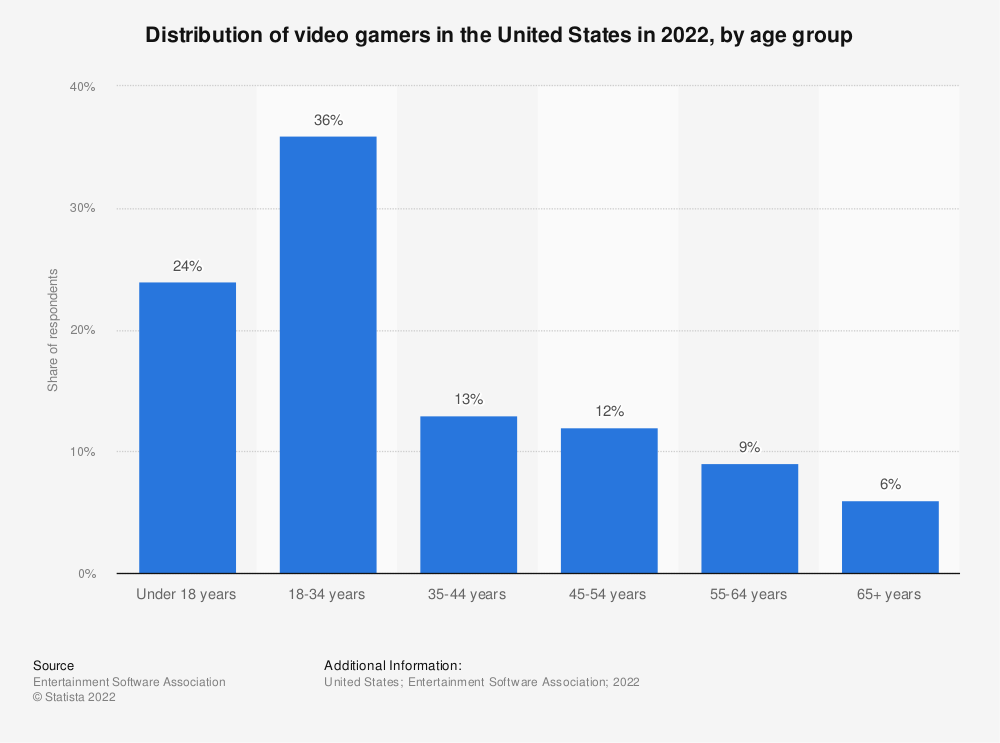 Distribution of video gamers in the United States in 2022, by age group
Share of respondents
40%
30%
20%
10%
0%
24%
36%
13%
12%
9%
6%
Under 18 years
18-34 years
35-44 years
45-54 years
55-64 years
65+ years
Source
Entertainment Software Association
© Statista 2022
Additional Information:
United States; Entertainment Software Association; 2022